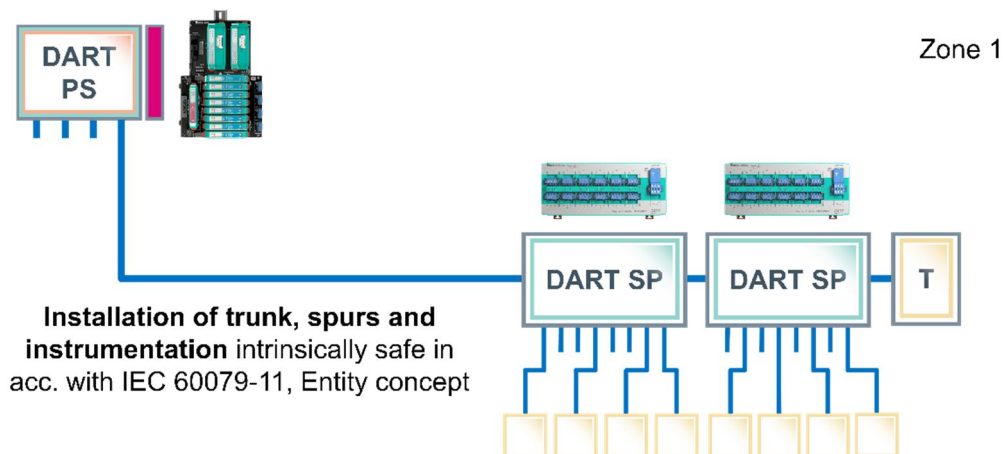 DART
PS
Zone 1
DART SP
DART SP
T
Installation of trunk, spurs and
instrumentation intrinsically safe in
acc. with IEC 60079-11, Entity concept